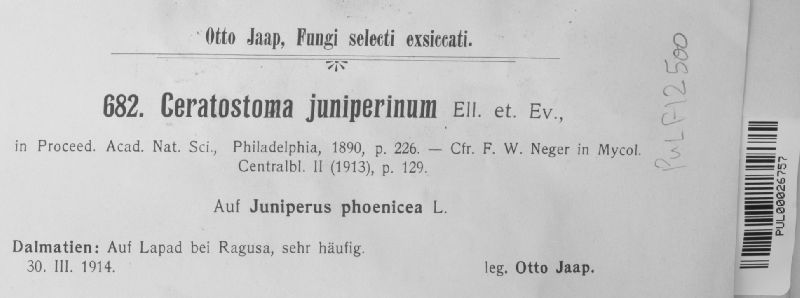 Otto Jaap, Fungi selecti exsiccati.
682. Ceratostoma juniperinum Ell. et. Ev.,
in Proceed. Acad. Nat. Sci., Philadelphia, 1890, p. 226. — Cfr. F. W. Neger in Mycol.
Centralbl. II (1913), p. 129.
Auf Juniperus phoenicea L.
Dalmatien: Auf Lapad bei Ragusa, sehr häufig.
30. III. 1914.
leg. Otto Jaap.
PUL F12500
PUL00026757